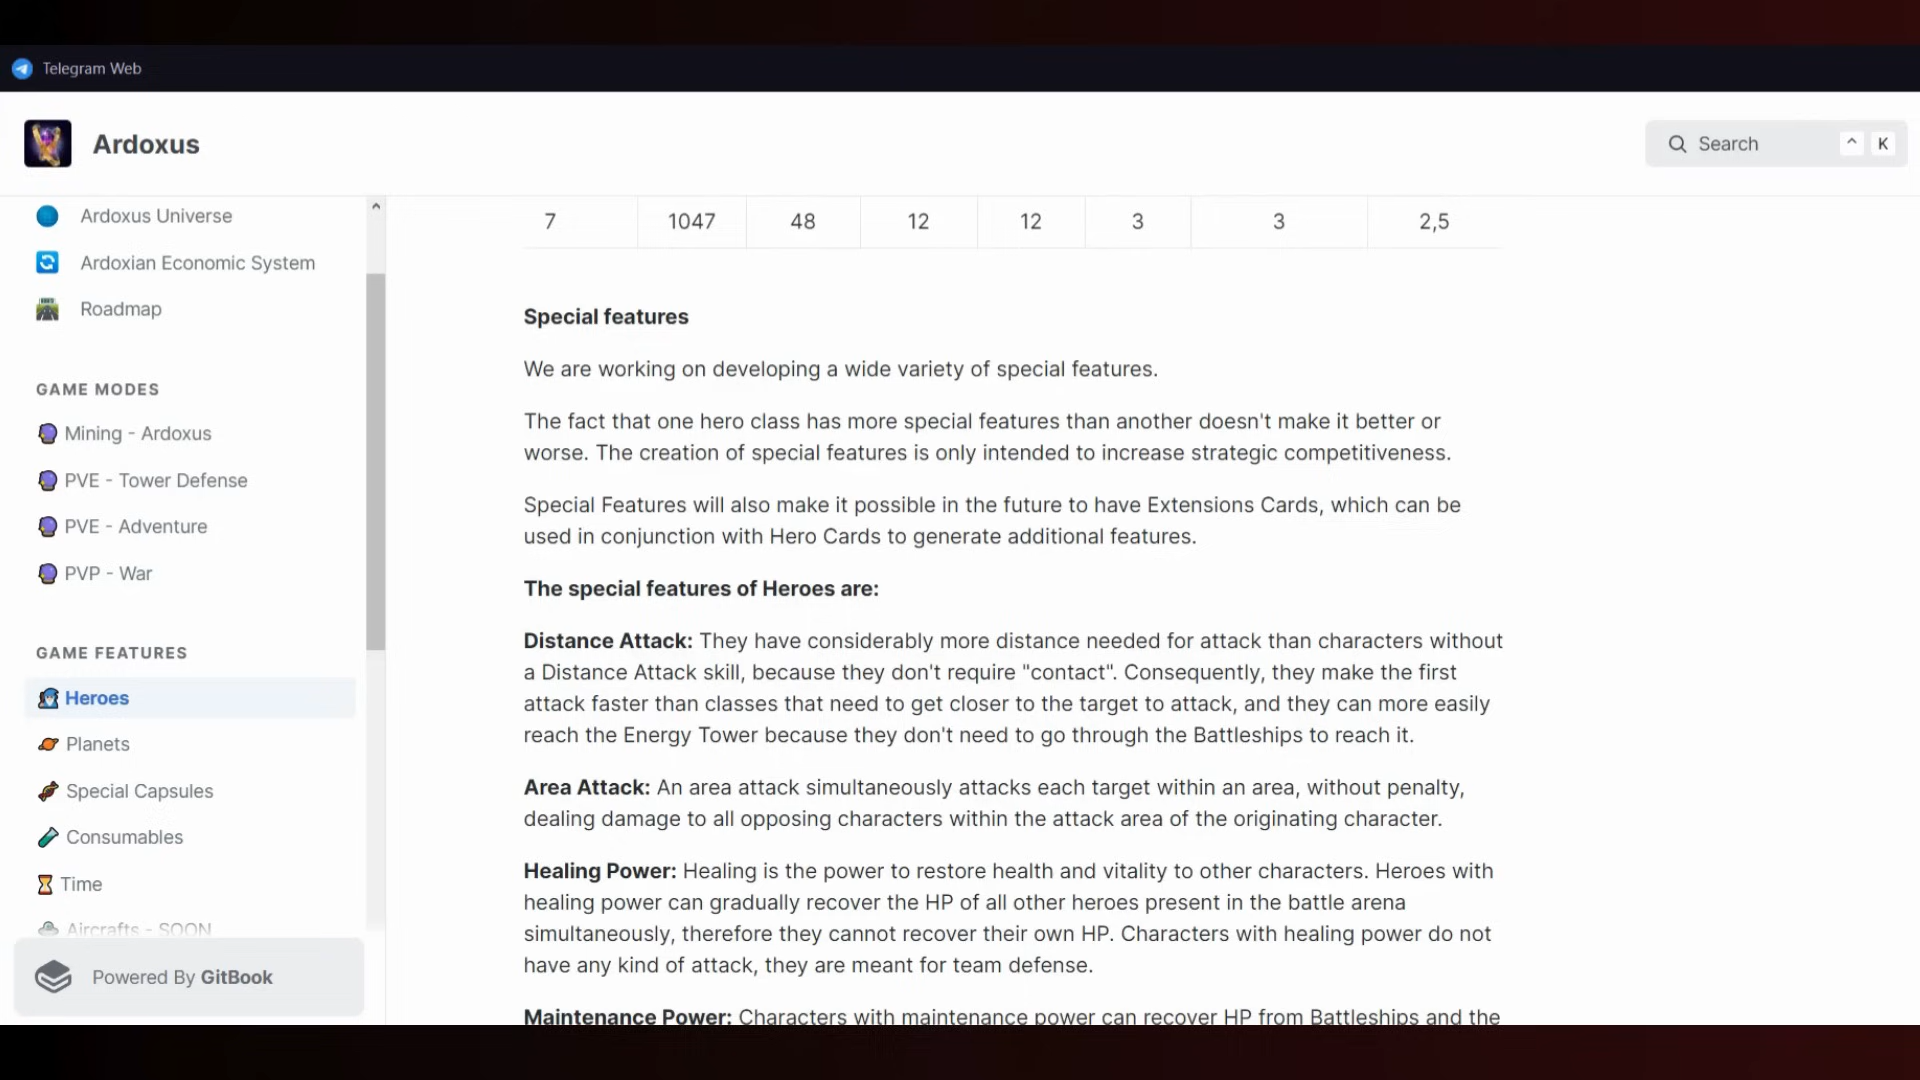 Telegram Web
Ardoxus
Search ^ K
Ardoxus Universe
Ardoxian Economic System
Roadmap
GAME MODES
Mining - Ardoxus
PVE - Tower Defense
PVE - Adventure
PVP - War
GAME FEATURES
Heroes
Planets
Special Capsules
Consumables
Time
Aircrafts - SOON
Powered By GitBook
7 1047 48 12 12 3 3 2,5
Special features
We are working on developing a wide variety of special features.
The fact that one hero class has more special features than another doesn't make it better or
worse. The creation of special features is only intended to increase strategic competitiveness.
Special Features will also make it possible in the future to have Extensions Cards, which can be
used in conjunction with Hero Cards to generate additional features.
The special features of Heroes are:
Distance Attack: They have considerably more distance needed for attack than characters without
a Distance Attack skill, because they don't require "contact". Consequently, they make the first
attack faster than classes that need to get closer to the target to attack, and they can more easily
reach the Energy Tower because they don't need to go through the Battleships to reach it.
Area Attack: An area attack simultaneously attacks each target within an area, without penalty,
dealing damage to all opposing characters within the attack area of the originating character.
Healing Power: Healing is the power to restore health and vitality to other characters. Heroes with
healing power can gradually recover the HP of all other heroes present in the battle arena
simultaneously, therefore they cannot recover their own HP. Characters with healing power do not
have any kind of attack, they are meant for team defense.
Maintenance Power: Characters with maintenance power can recover HP from Battleships and the